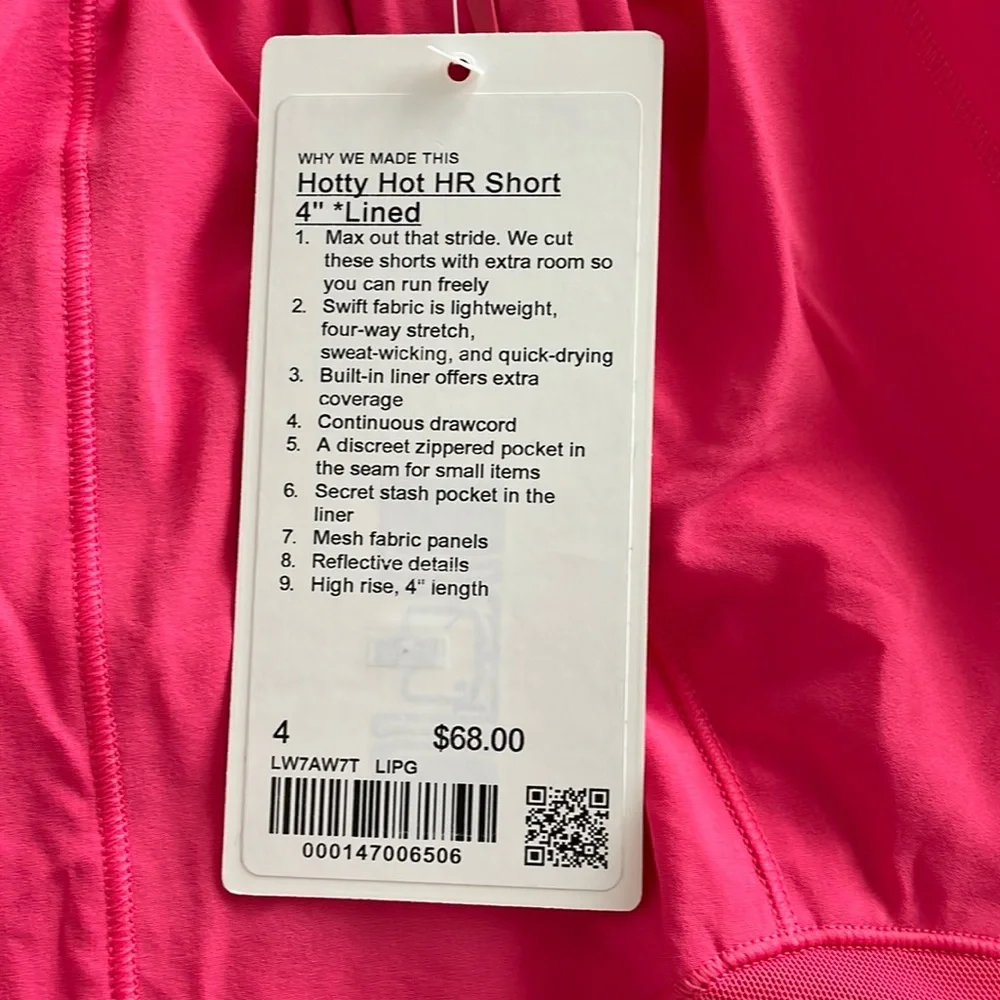 WHY WE MADE THIS
Hotty Hot HR Short
4" *Lined
1. Max out that stride. We cut
these shorts with extra room so
you can run freely
2. Swift fabric is lightweight,
four-way stretch,
sweat-wicking, and quick-drying
3. Built-in liner offers extra
coverage
4. Continuous drawcord
5. A discreet zippered pocket in
the seam for small items
6. Secret stash pocket in the
liner
7. Mesh fabric panels
8. Reflective details
9. High rise, 4" length
4 $68.00
LW7AW7T LIPG
000147006506